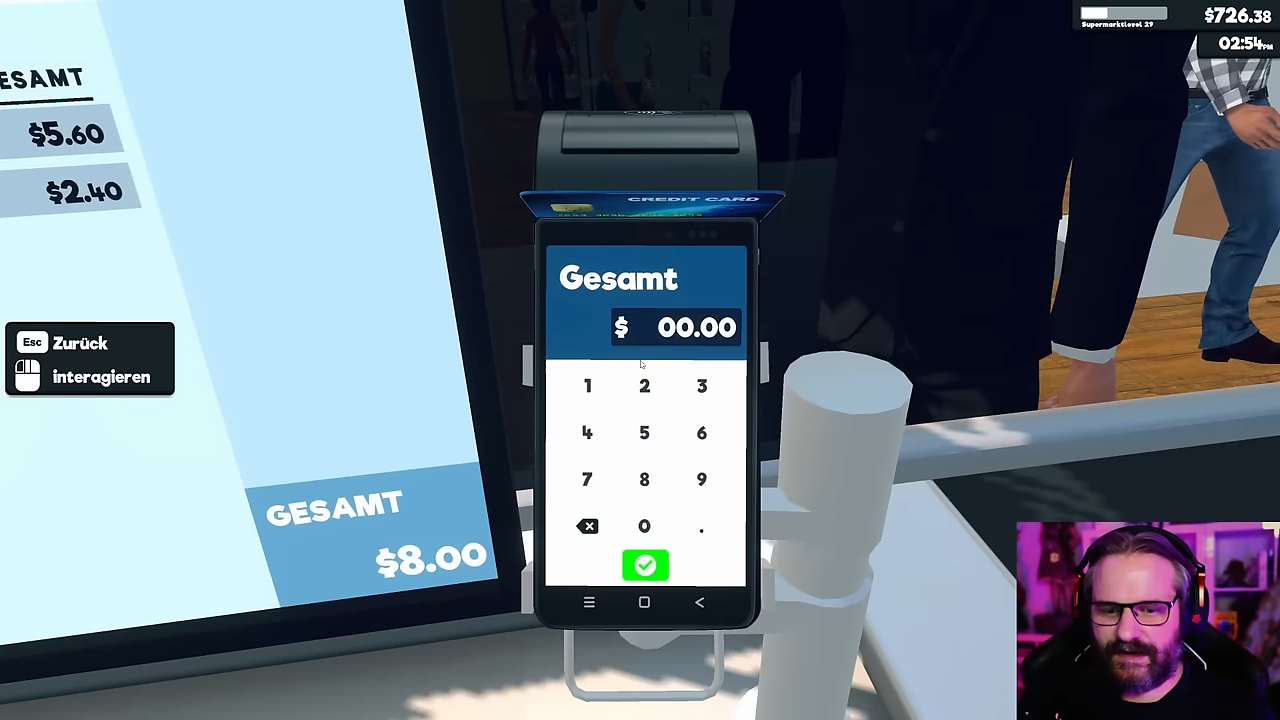 Supermarktlevel 29
$726.38
02:54PM
ESAMT
$5.60
$2.40
Esc Zurück
interagieren
GESAMT
$8.00
CREDIT CARD
Gesamt
$ 00.00
1 2 3
4 5 6
7 8 9
0 .